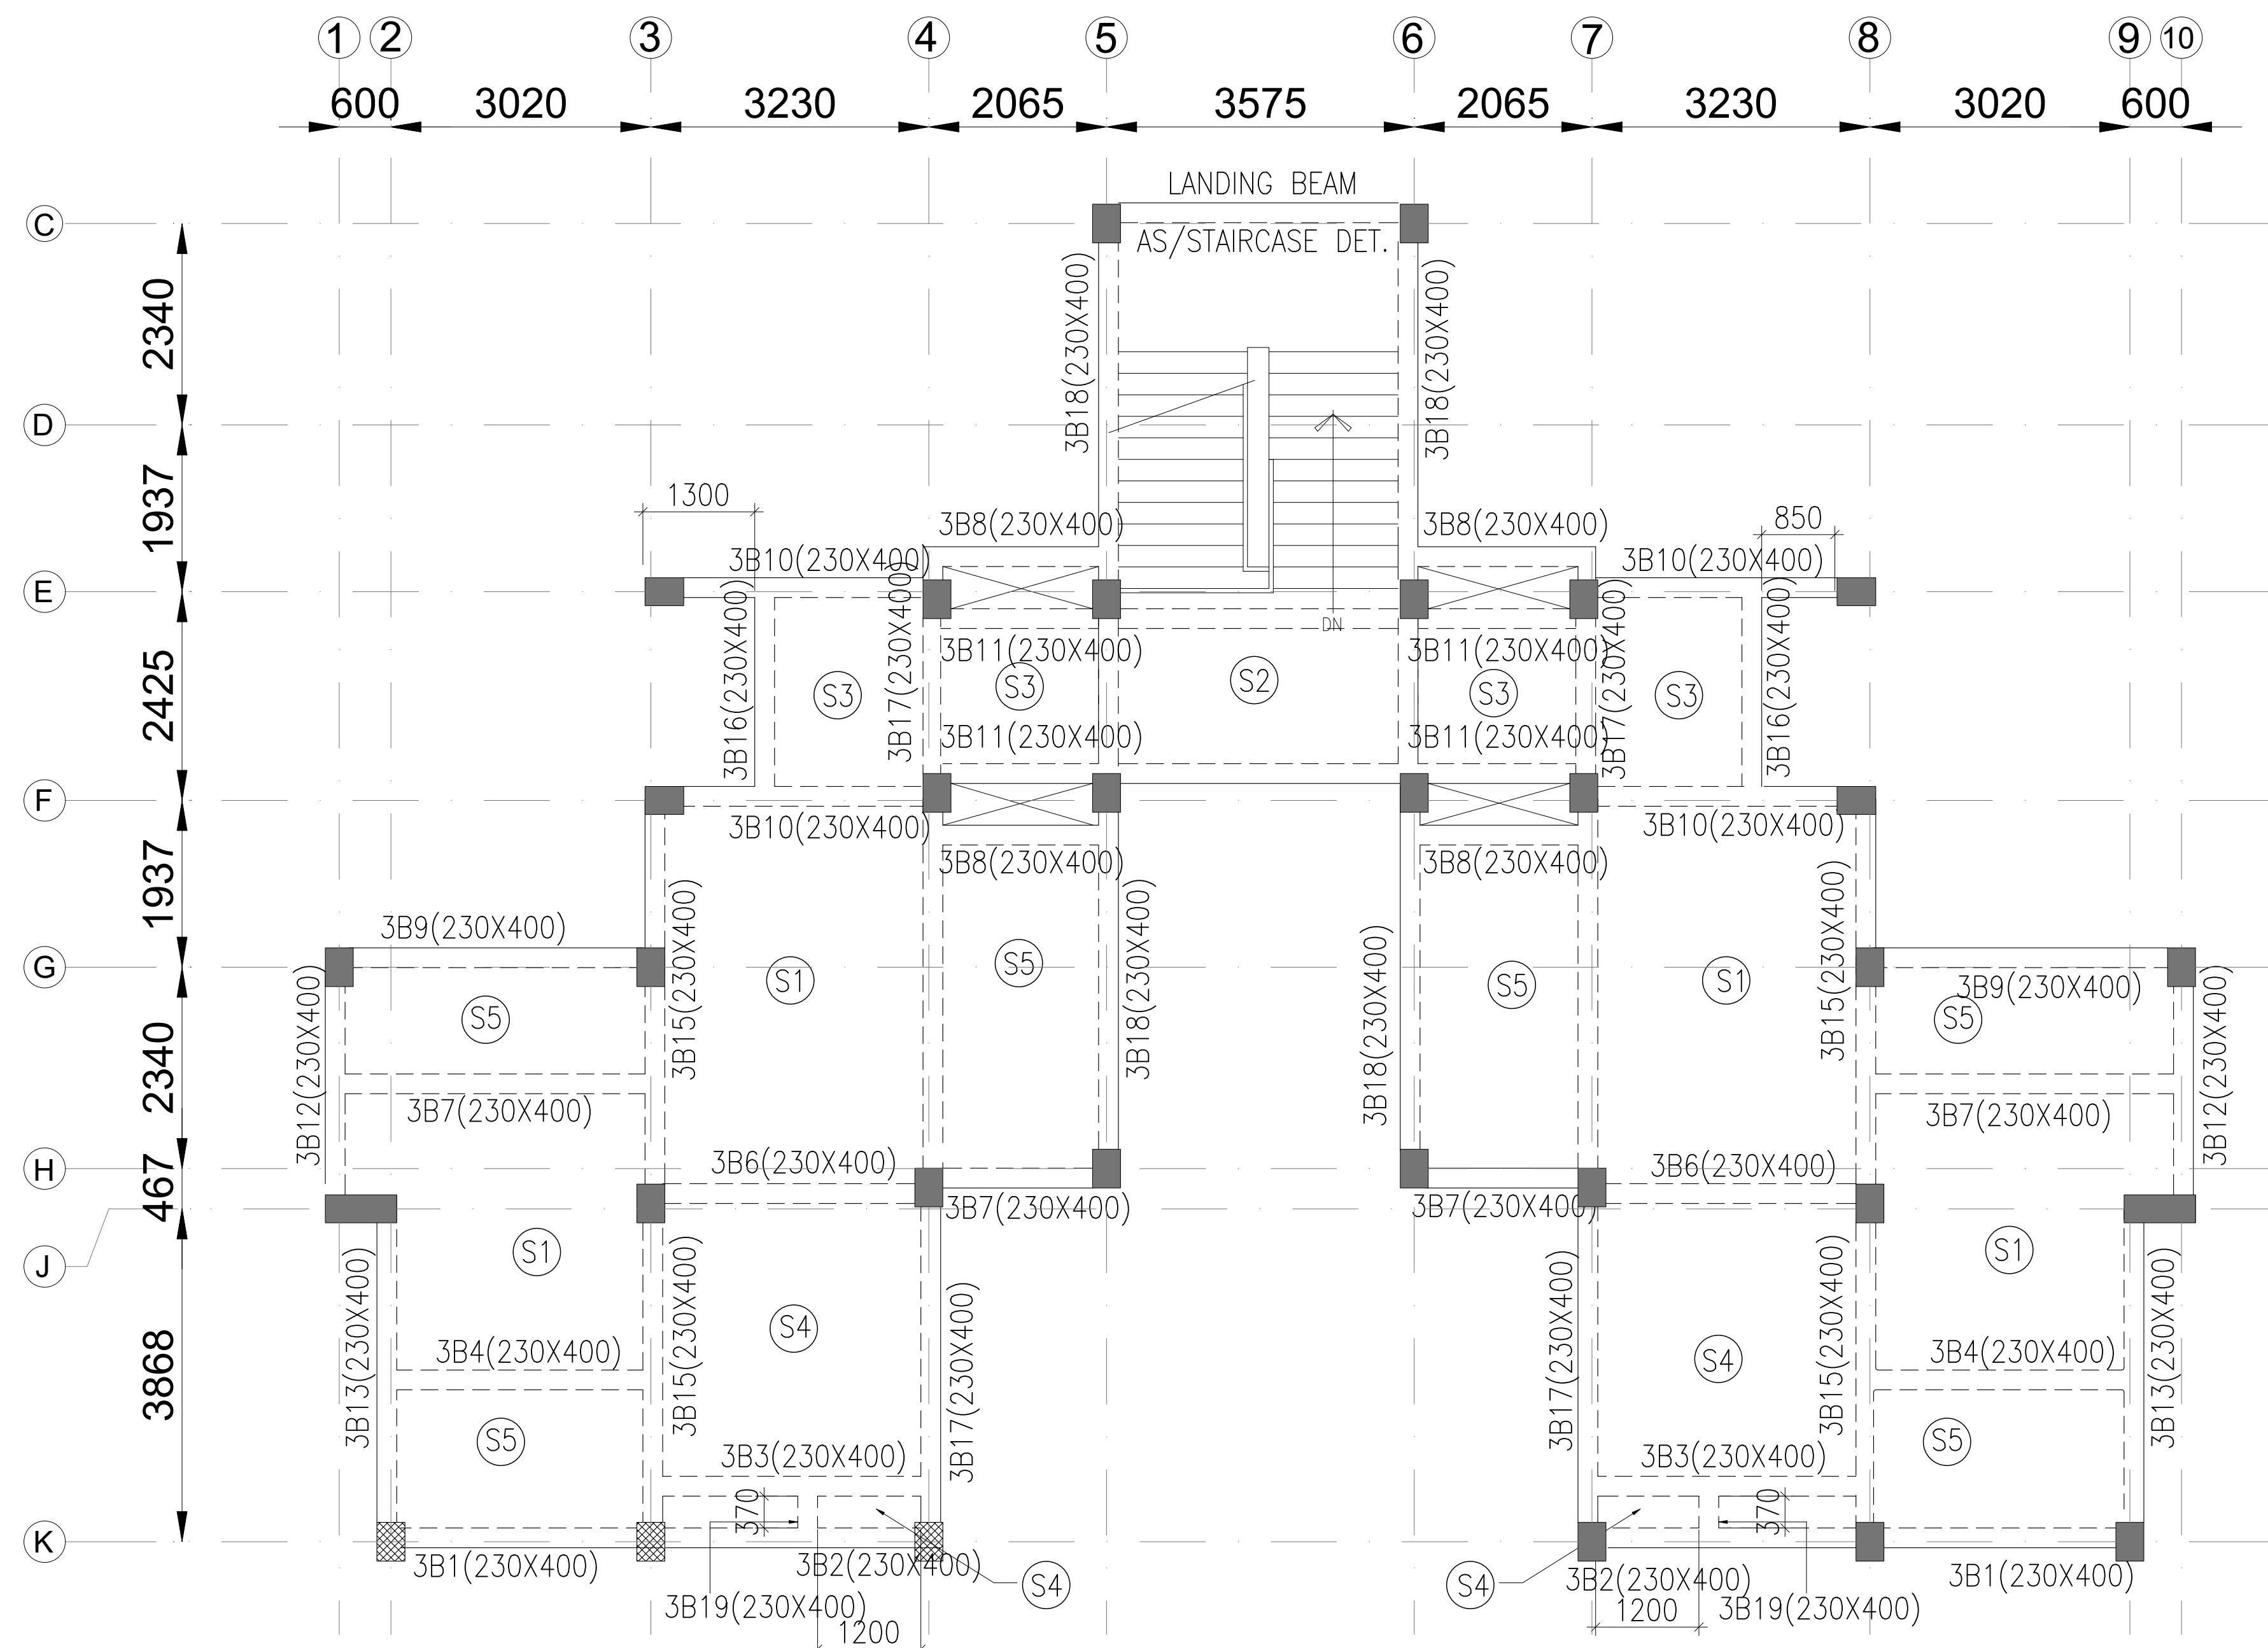 1 2 3 4 5 6 7 8 9 10
600 3020 3230 2065 3575 2065 3230 3020 600
LANDING BEAM
C
AS/STAIRCASE DET.
2340
3B18(230X400)
3B18(230X400)
D
1937
1300
850
3B8(230X400)
3B8(230X400)
3B10(230X400)
3B10(230X400)
E
DN
3B11(230X400)
3B11(230X400)
2425
3B16(230X400)
S3
3B17(230X400)
S3
S2
S3
3B17(230X400)
S3
3B16(230X400)
3B11(230X400)
3B11(230X400)
F
3B10(230X400)
3B10(230X400)
3B8(230X400)
3B8(230X400)
1937
3B9(230X400)
G
3B15(230X400)
S1
S5
3B18(230X400)
3B18(230X400)
S5
S1
3B15(230X400)
3B9(230X400)
2340
3B12(230X400)
S5
S5
3B12(230X400)
3B7(230X400)
3B7(230X400)
H
3B6(230X400)
3B6(230X400)
467
3B7(230X400)
3B7(230X400)
J
S1
S1
3868
3B13(230X400)
3B15(230X400)
S4
3B17(230X400)
3B17(230X400)
S4
3B15(230X400)
3B13(230X400)
3B4(230X400)
3B4(230X400)
S5
S5
3B3(230X400)
3B3(230X400)
370
370
K
3B1(230X400)
3B2(230X400)
S4
S4
3B2(230X400)
3B1(230X400)
3B19(230X400)
3B19(230X400)
1200
1200